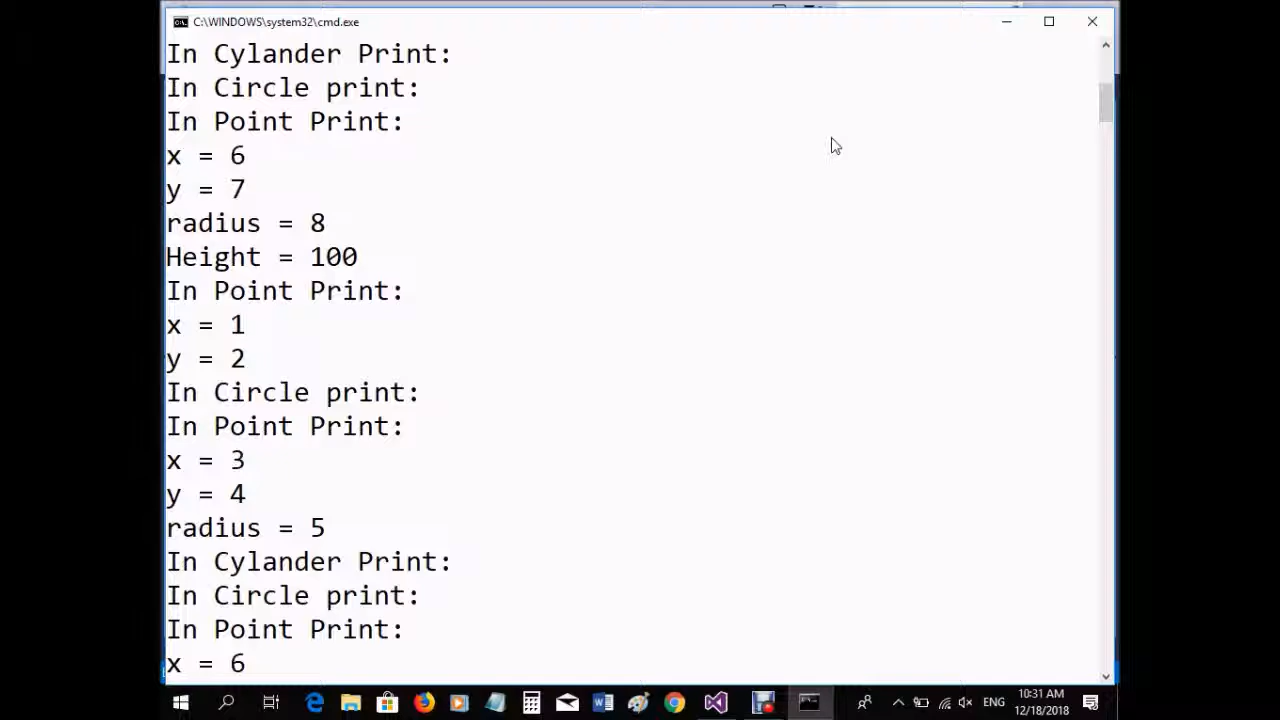 C:\WINDOWS\system32\cmd.exe
In Cylander Print:
In Circle print:
In Point Print:
x = 6
y = 7
radius = 8
Height = 100
In Point Print:
x = 1
y = 2
In Circle print:
In Point Print:
x = 3
y = 4
radius = 5
In Cylander Print:
In Circle print:
In Point Print:
x = 6
ENG
10:31 AM
12/18/2018